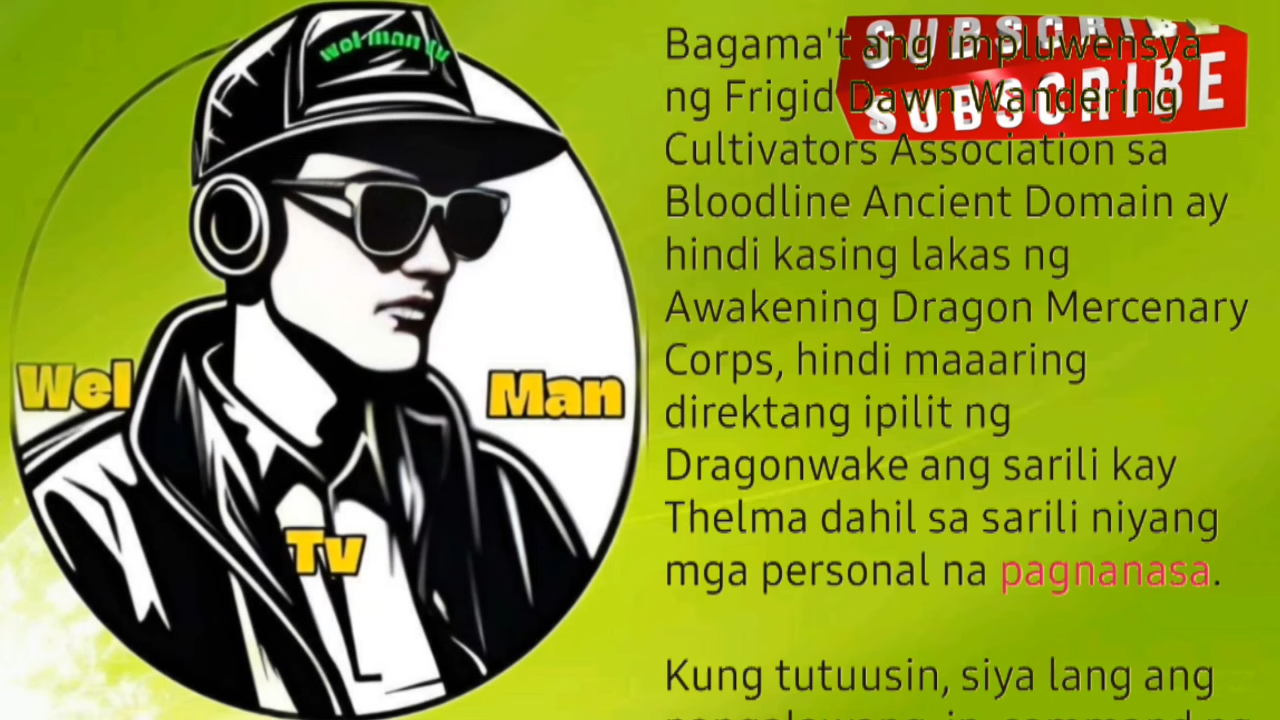 wel man tv
Wel
Man
Tv
SUBSCRIBE
SUBSCRIBE
Bagama't ang impluwensya
ng Frigid Dawn Wandering
Cultivators Association sa
Bloodline Ancient Domain ay
hindi kasing lakas ng
Awakening Dragon Mercenary
Corps, hindi maaaring
direktang ipilit ng
Dragonwake ang sarili kay
Thelma dahil sa sarili niyang
mga personal na pagnanasa.
Kung tutuusin, siya lang ang